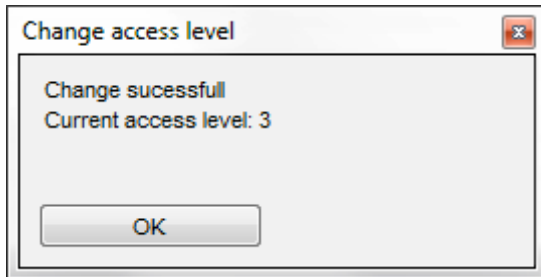 Change access level
Change sucessfull
Current access level: 3
OK